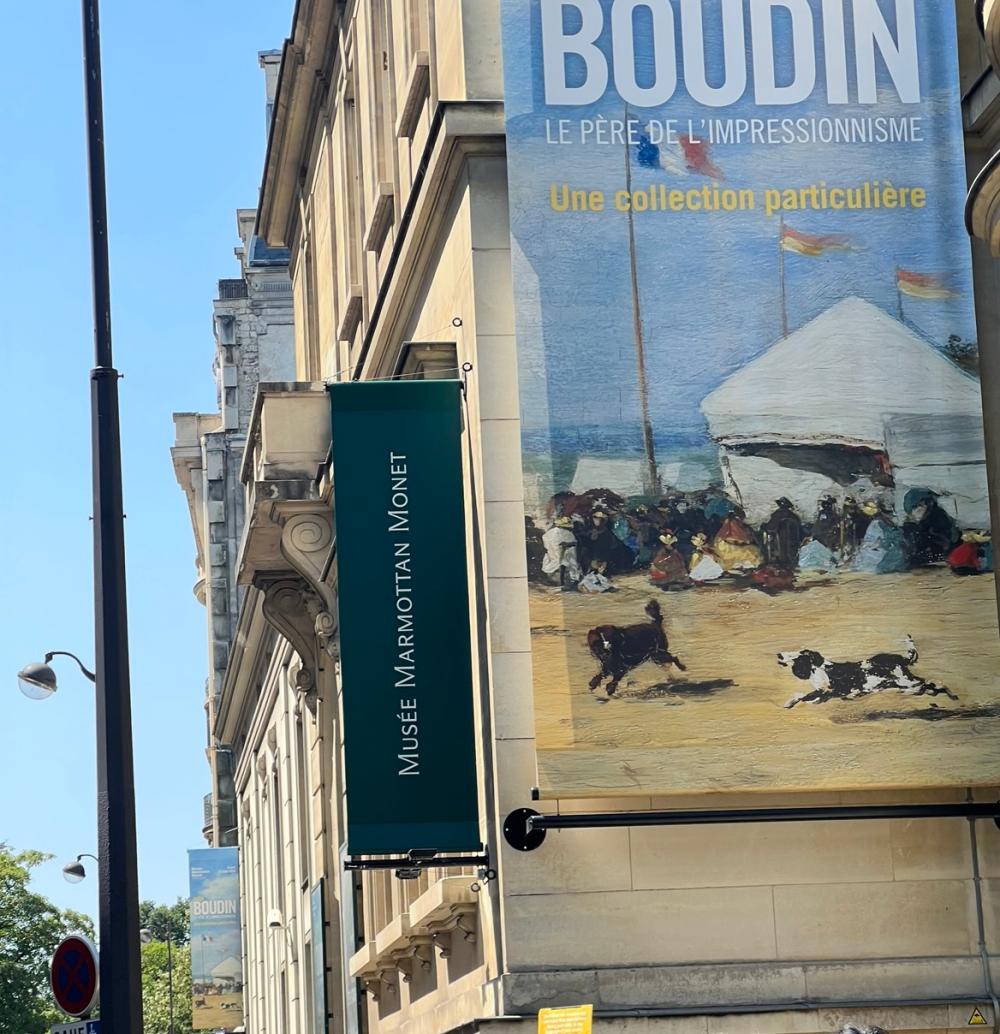 BOUDIN
LE PÈRE DE L'IMPRESSIONNISME
Une collection particulière
MUSÉE MARMOTTAN MONET
BOUDIN